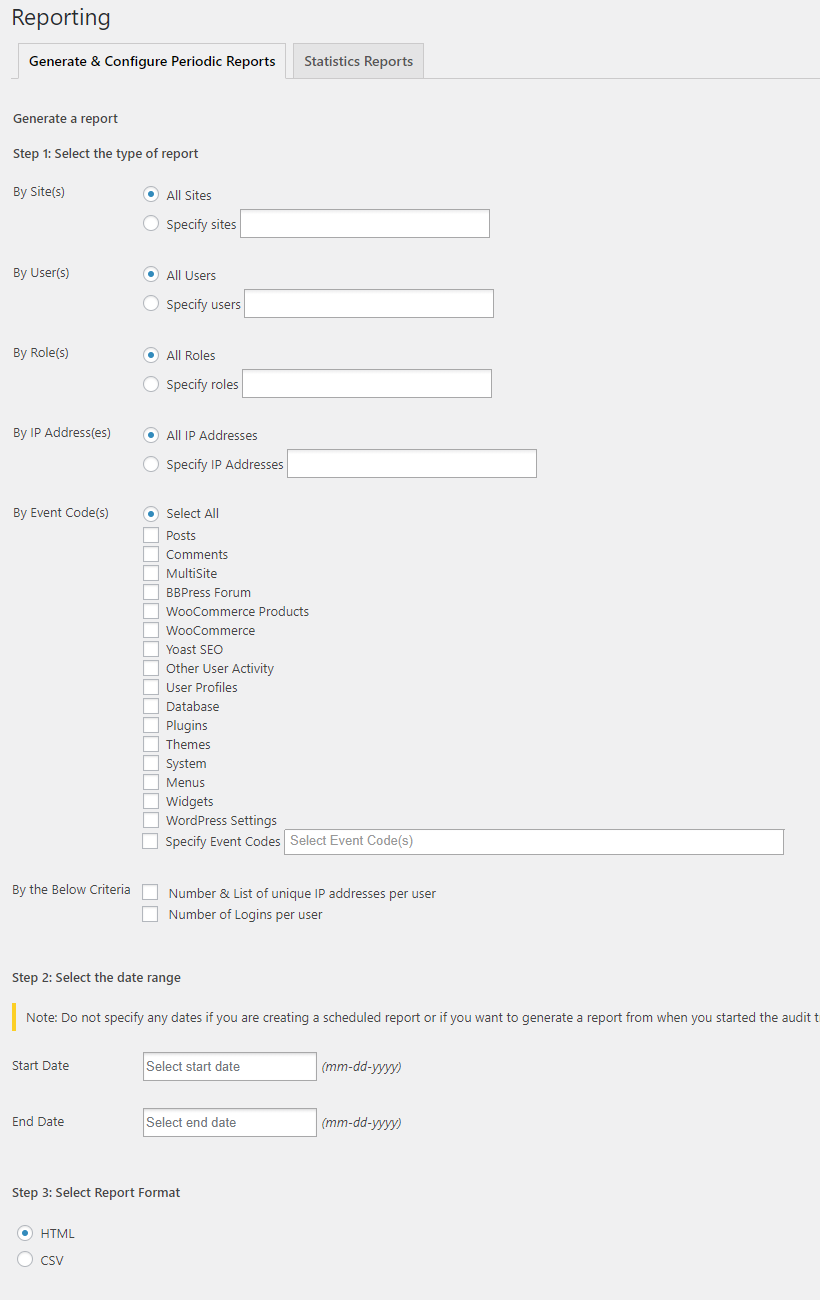 Reporting
Generate & Configure Periodic Reports
Statistics Reports
Generate a report
Step 1: Select the type of report
By Site(s)
All Sites
Specify sites
By User(s)
All Users
Specify users
By Role(s)
All Roles
Specify roles
By IP Address(es)
All IP Addresses
Specify IP Addresses
By Event Code(s)
Select All
Posts
Comments
MultiSite
BBPress Forum
WooCommerce Products
WooCommerce
Yoast SEO
Other User Activity
User Profiles
Database
Plugins
Themes
System
Menus
Widgets
WordPress Settings
Specify Event Codes
Select Event Code(s)
By the Below Criteria
Number & List of unique IP addresses per user
Number of Logins per user
Step 2: Select the date range
Note: Do not specify any dates if you are creating a scheduled report or if you want to generate a report from when you started the audit t
Start Date
Select start date
(mm-dd-yyyy)
End Date
Select end date
(mm-dd-yyyy)
Step 3: Select Report Format
HTML
CSV